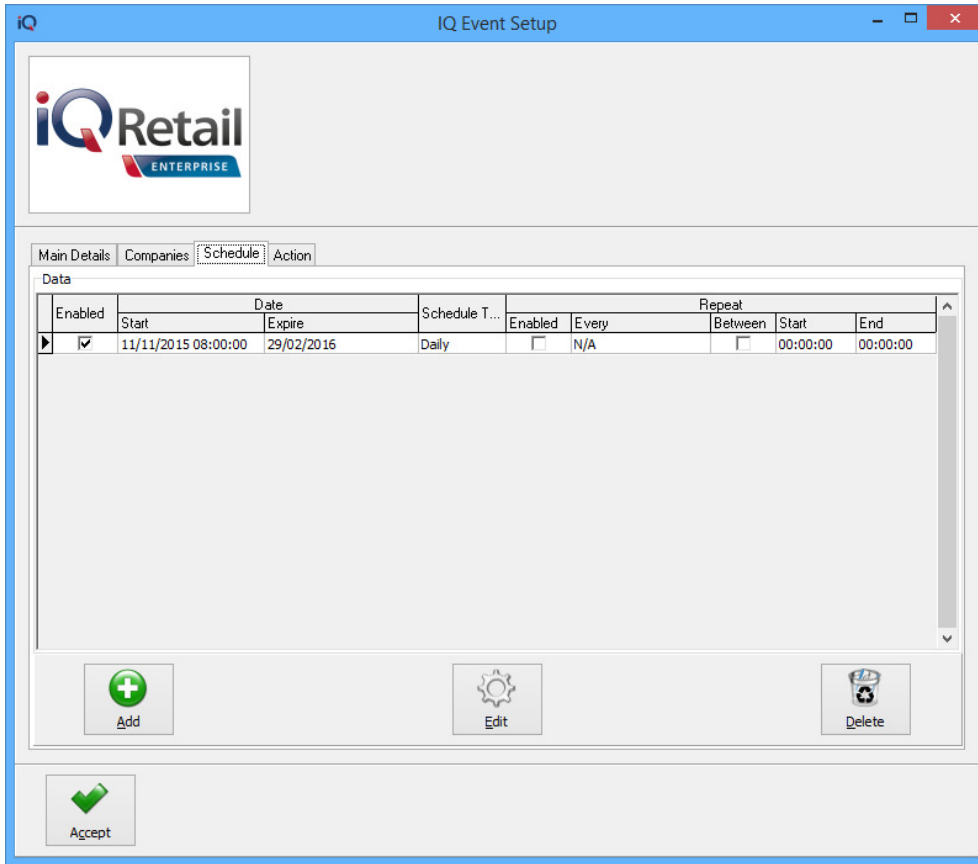 iQ IQ Event Setup
iQ Retail
ENTERPRISE
Main Details Companies Schedule Action
Data
Enabled Date Schedule T... Repeat
Start Expire Enabled Every Between Start End
11/11/2015 08:00:00 29/02/2016 Daily N/A 00:00:00 00:00:00
Add Edit Delete
Accept